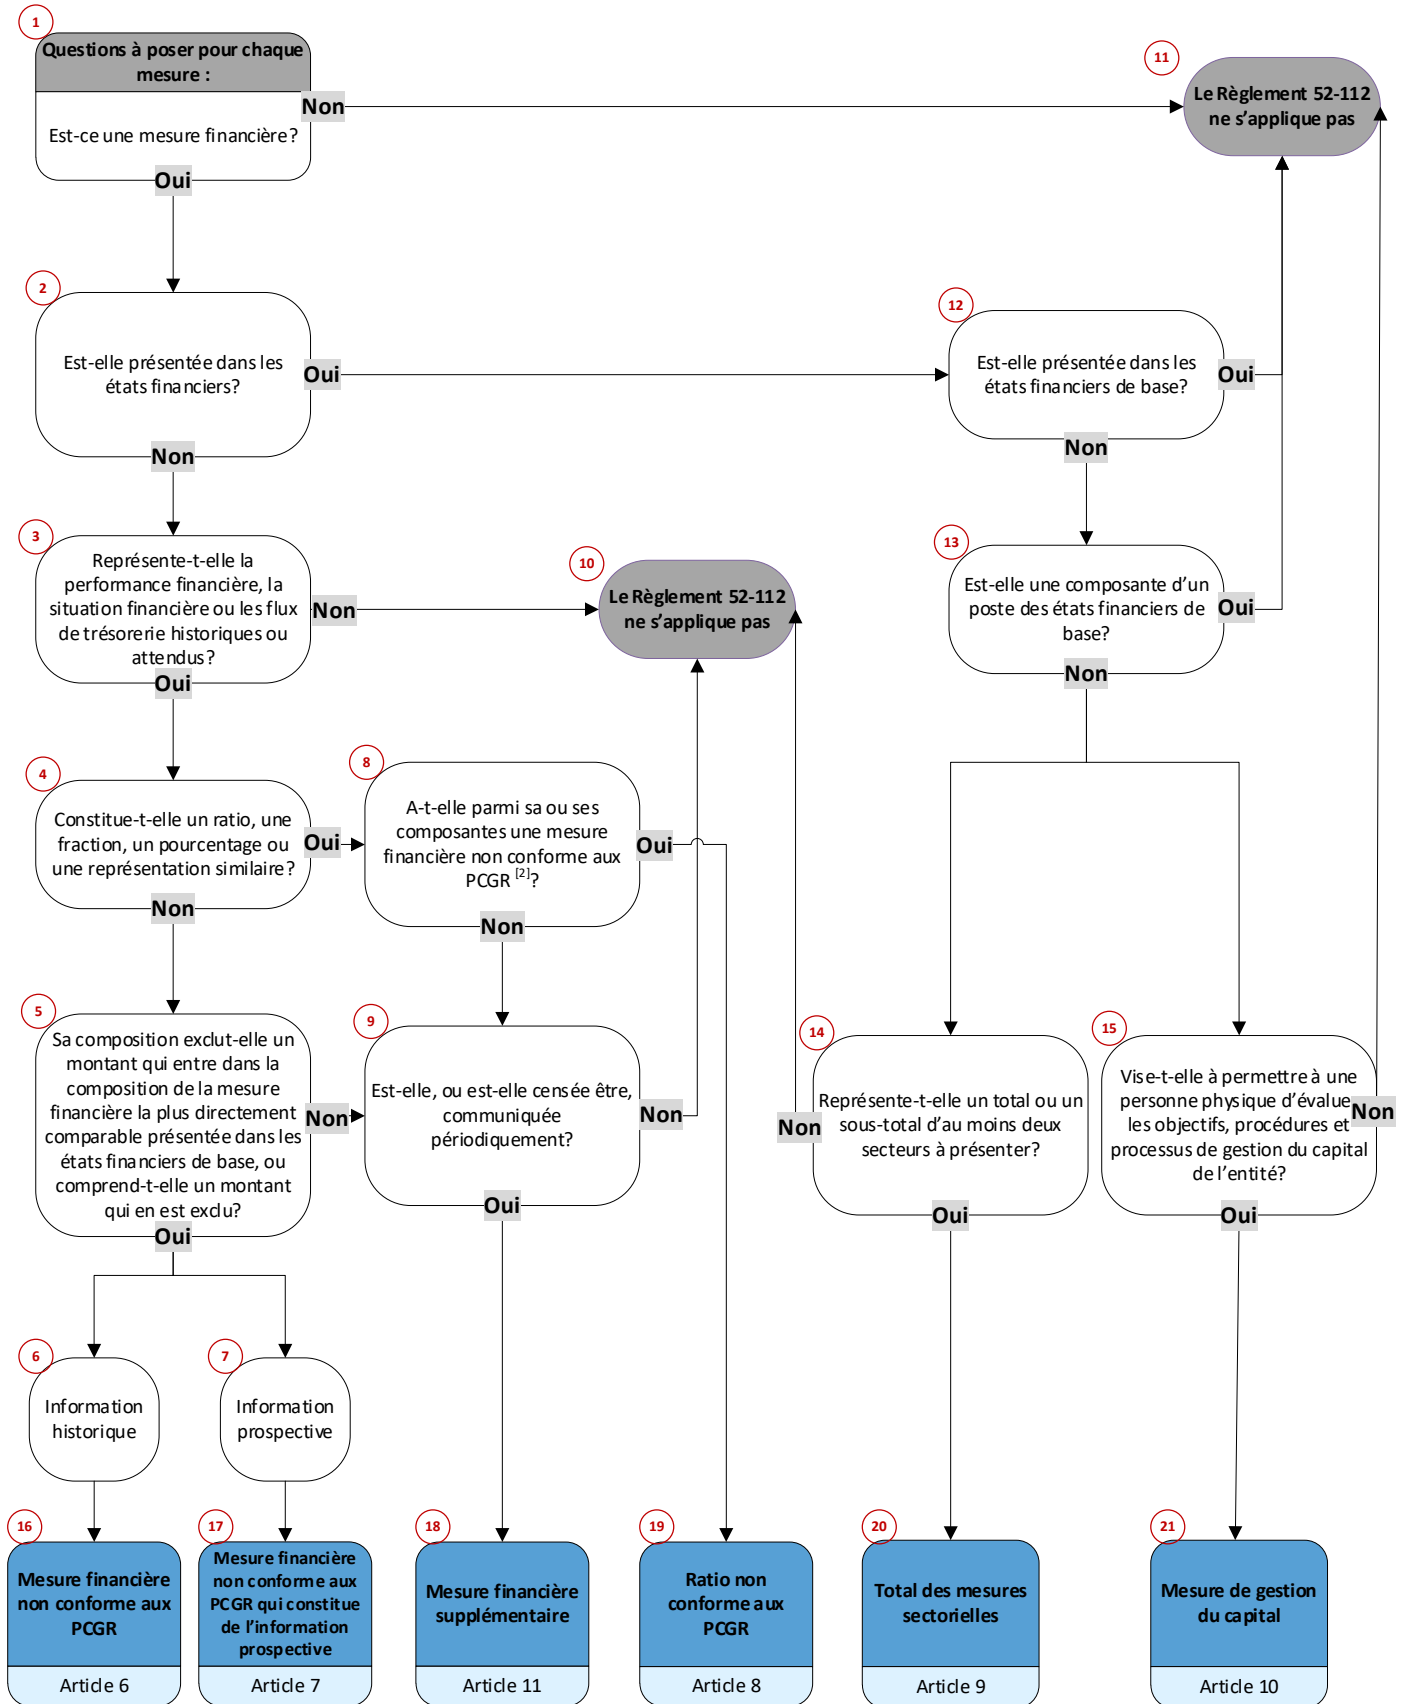 1
Questions à poser pour chaque
mesure :
Est-ce une mesure financière?
Non
Oui
11
Le Règlement 52-112
ne s'applique pas
2
Est-elle présentée dans les
états financiers?
Oui
Non
12
Est-elle présentée dans les
états financiers de base?
Oui
Non
3
Représente-t-elle la
performance financière, la
situation financière ou les flux
de trésorerie historiques ou
attendus?
Non
Oui
10
Le Règlement 52-112
ne s'applique pas
13
Est-elle une composante d'un
poste des états financiers de
base?
Oui
Non
4
Constitue-t-elle un ratio, une
fraction, un pourcentage ou
une représentation similaire?
Oui
Non
8
A-t-elle parmi sa ou ses
composantes une mesure
financière non conforme aux
PCGR [2]?
Oui
Non
5
Sa composition exclut-elle un
montant qui entre dans la
composition de la mesure
financière la plus directement
comparable présentée dans les
états financiers de base, ou
comprend-t-elle un montant
qui en est exclu?
Non
Oui
9
Est-elle, ou est-elle censée être,
communiquée
périodiquement?
Non
Oui
14
Représente-t-elle un total ou un
sous-total d'au moins deux
secteurs à présenter?
Non
Oui
15
Vise-t-elle à permettre à une
personne physique d'évalue
les objectifs, procédures et
processus de gestion du capital
de l'entité?
Non
Oui
6
Information
historique
7
Information
prospective
16
Mesure financière
non conforme aux
PCGR
Article 6
17
Mesure financière
non conforme aux
PCGR qui constitue
de l'information
prospective
Article 7
18
Mesure financière
supplémentaire
Article 11
19
Ratio non
conforme aux
PCGR
Article 8
20
Total des mesures
sectorielles
Article 9
21
Mesure de gestion
du capital
Article 10